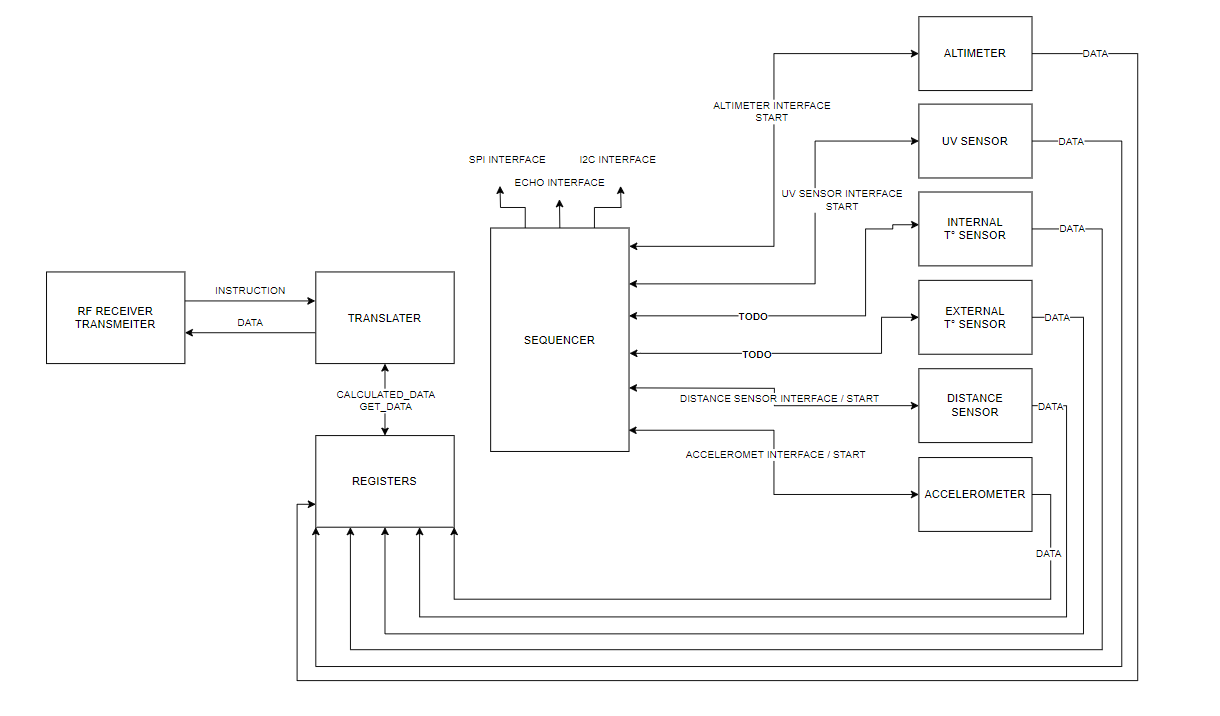 ALTIMETER
DATA
ALTIMETER INTERFACE
START
UV SENSOR
DATA
SPI INTERFACE
I2C INTERFACE
ECHO INTERFACE
UV SENSOR INTERFACE
START
INTERNAL
T° SENSOR
DATA
INSTRUCTION
RF RECEIVER
TRANSMEITER
DATA
TRANSLATER
SEQUENCER
TODO
EXTERNAL
T° SENSOR
DATA
TODO
CALCULATED_DATA
GET_DATA
DISTANCE SENSOR INTERFACE / START
DISTANCE
SENSOR
DATA
ACCELEROMET INTERFACE / START
REGISTERS
ACCELEROMETER
DATA